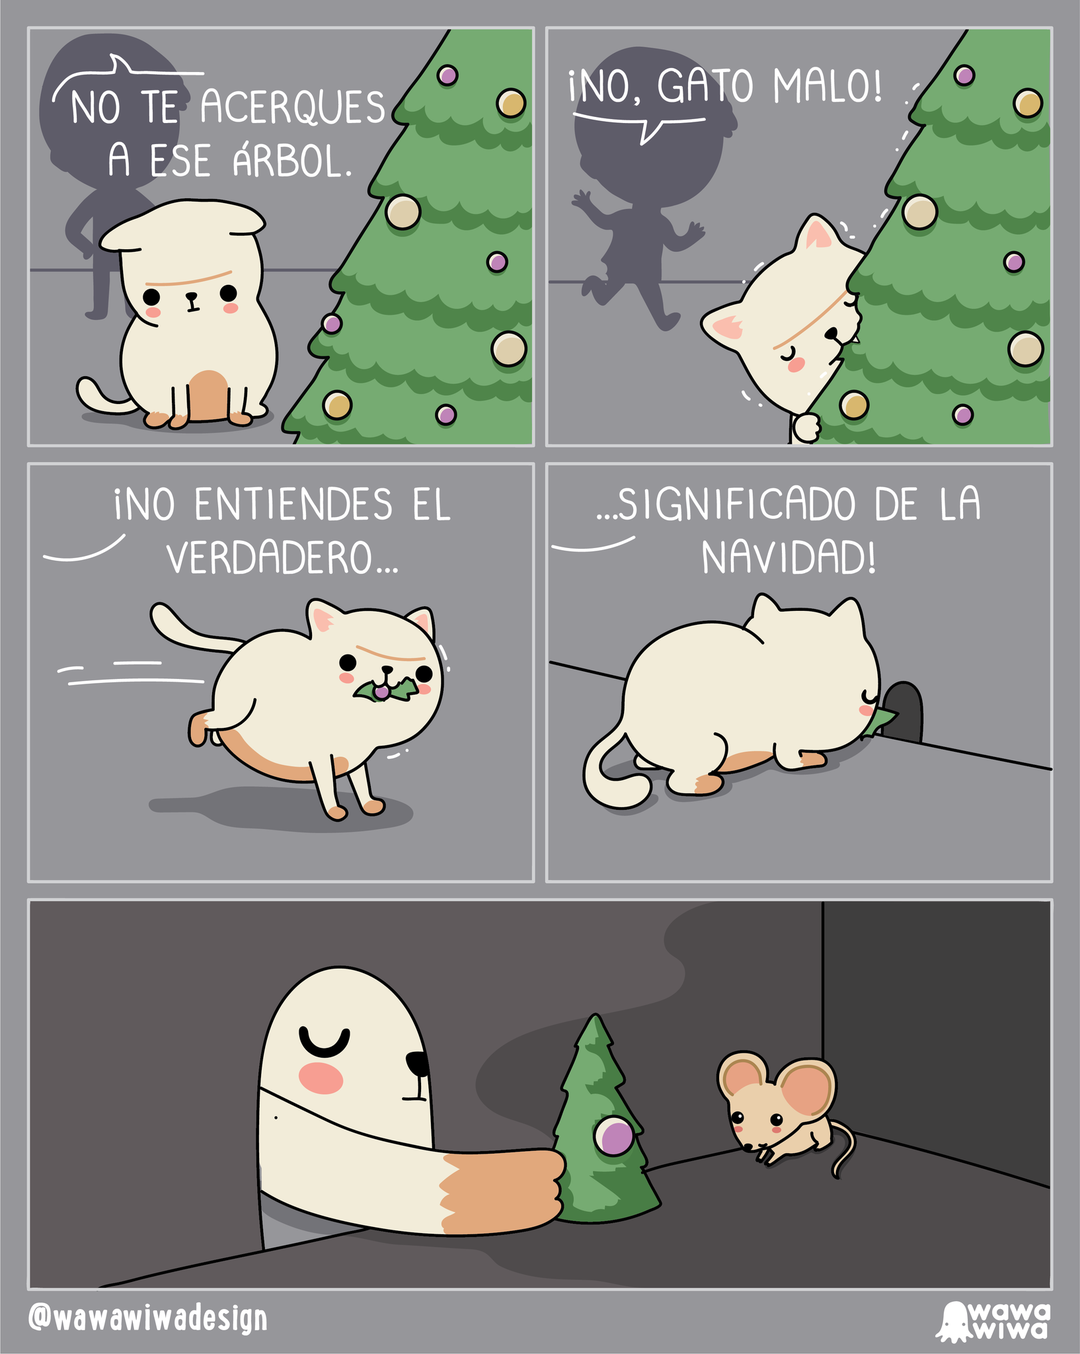 NO TE ACERQUES
A ESE ÁRBOL.
¡NO, GATO MALO!
¡NO ENTIENDES EL
VERDADERO...
...SIGNIFICADO DE LA
NAVIDAD!
@wawawiwadesign
wawa
wiwa